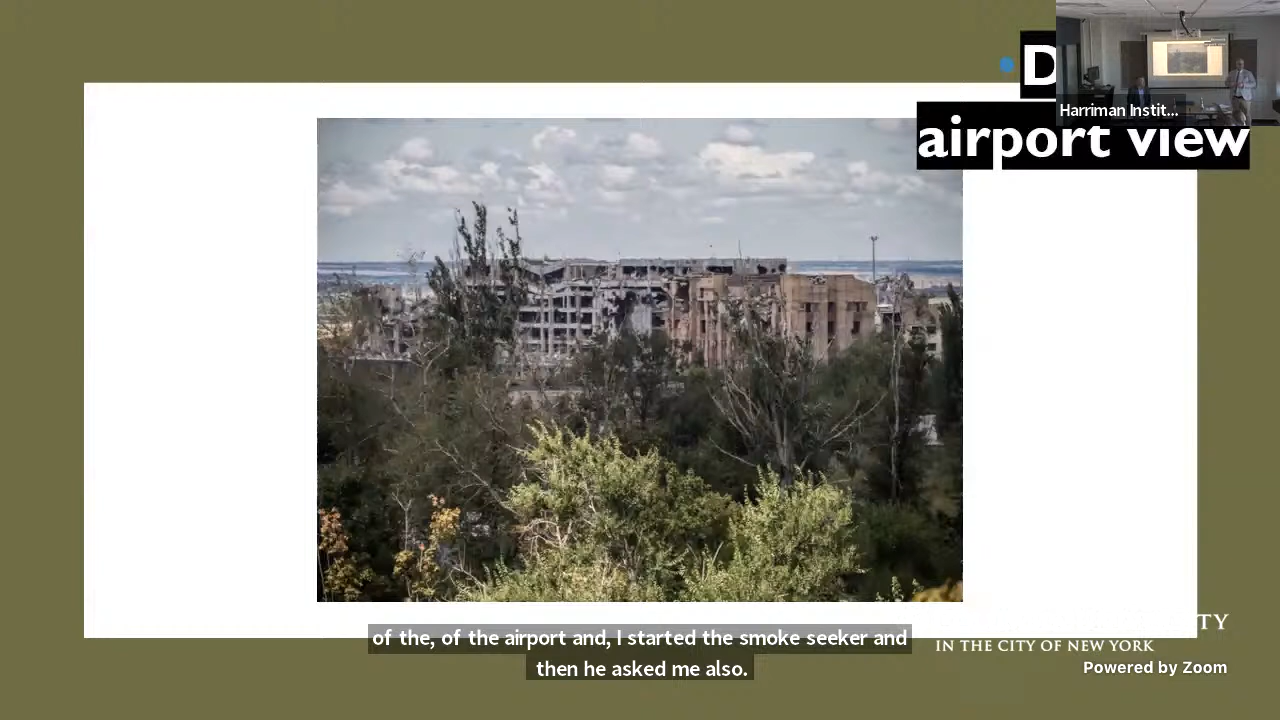 D
airport view
Harriman Instit...
of the, of the airport and, I started the smoke seeker and
then he asked me also.
TY
IN THE CITY OF NEW YORK
Powered by Zoom